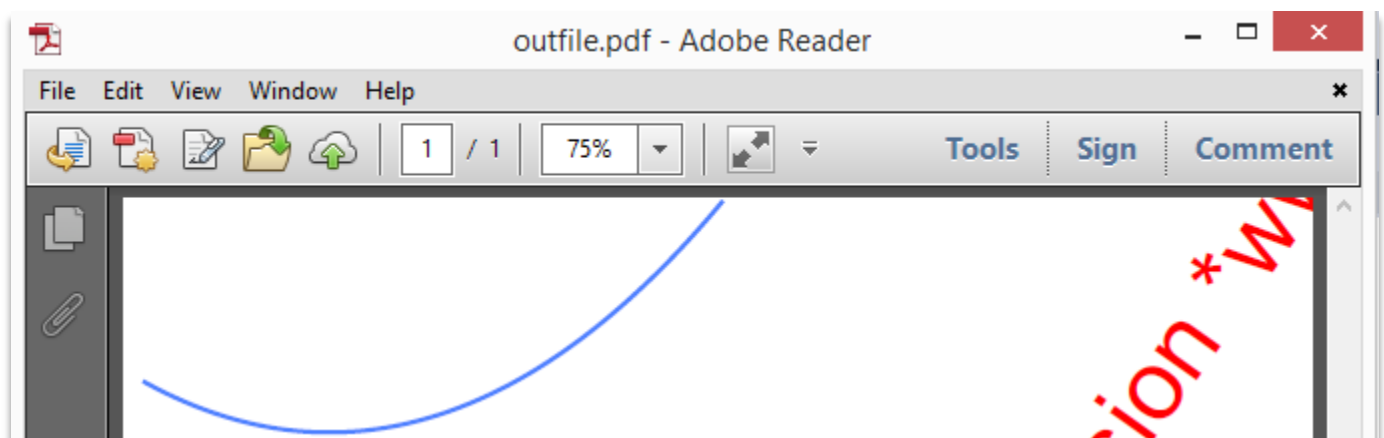 outfile.pdf - Adobe Reader
File Edit View Window Help
1 / 1 75% Tools Sign Comment
sion *w